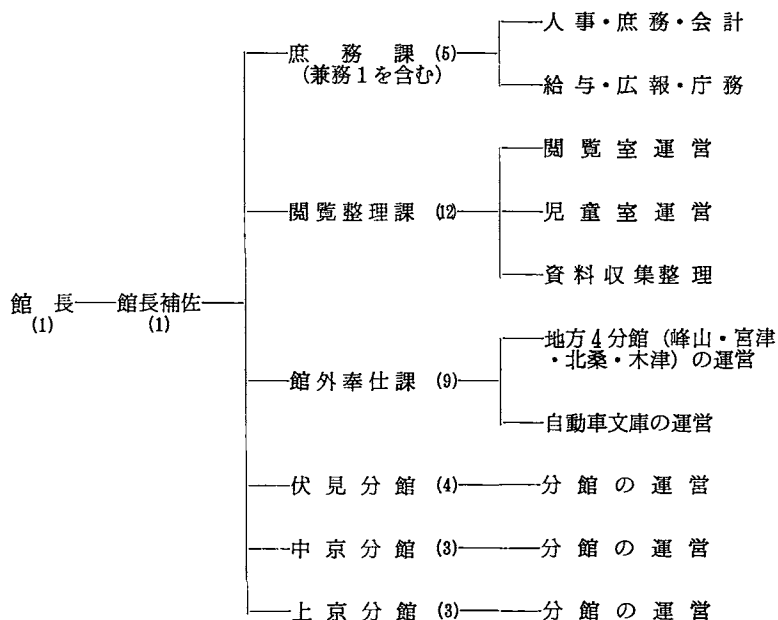 庶務課(5)
(兼務1を含む)
人事・庶務・会計
給与・広報・庁務
閲覧整理課(12)
閲覧室運営
児童室運営
資料収集整理
館長 館長補佐
(1) (1)
館外奉仕課(9)
地方4分館(峰山・宮津
・北桑・木津)の運営
自動車文庫の運営
伏見分館(4) 分館の運営
中京分館(3) 分館の運営
上京分館(3) 分館の運営